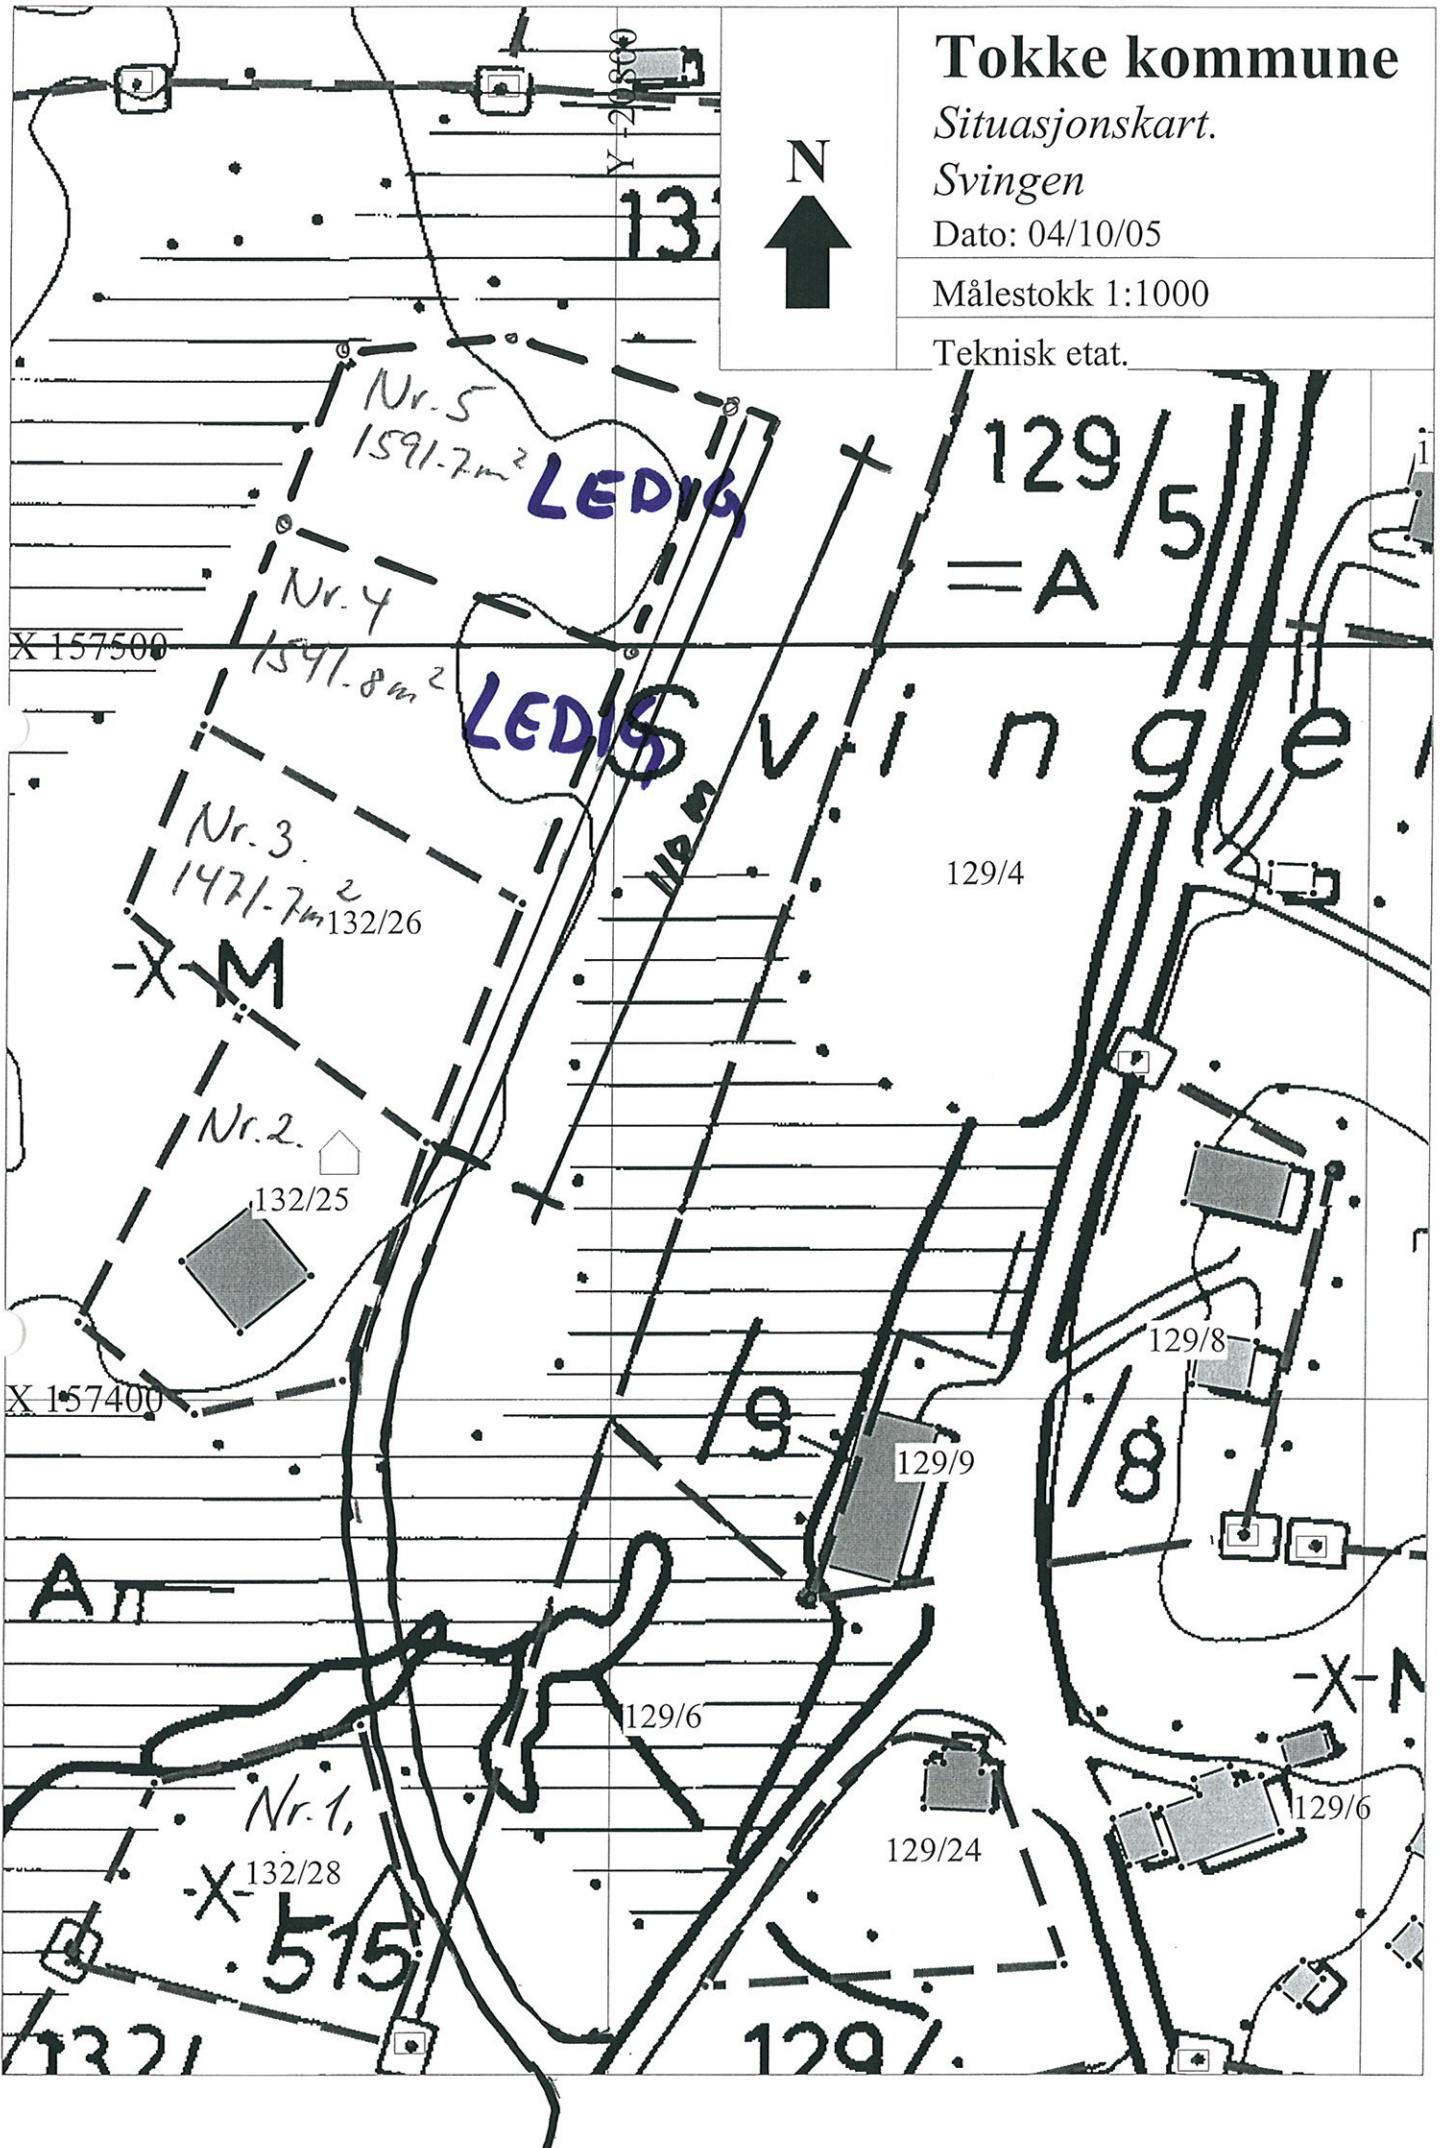 Tokke kommune
Situasjonskart.
Svingen
Dato: 04/10/05
Målestokk 1:1000
Teknisk etat.
N
Y -20800
132
Nr. 5
1591.7m²
LEDIG
129/5
=A
Nr. 4
X 157500
1541.8m²
LEDIG
Svinge
110 m
Nr. 3.
1471.7m²
132/26
129/4
-X- M
Nr. 2.
132/25
129/8
X 157400
/9
129/9
/8
A
-X-
129/6
Nr. 1.
132/28
129/24
129/6
-X-
515
132/
129/